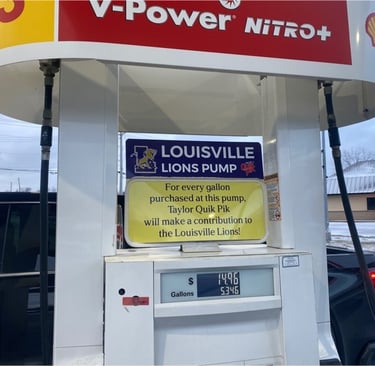 V-Power NiTRO+
LOUISVILLE
LIONS PUMP
For every gallon
purchased at this pump,
Taylor Quik Pik
will make a contribution to
the Louisville Lions!
$ 14.96
Gallons 5.346